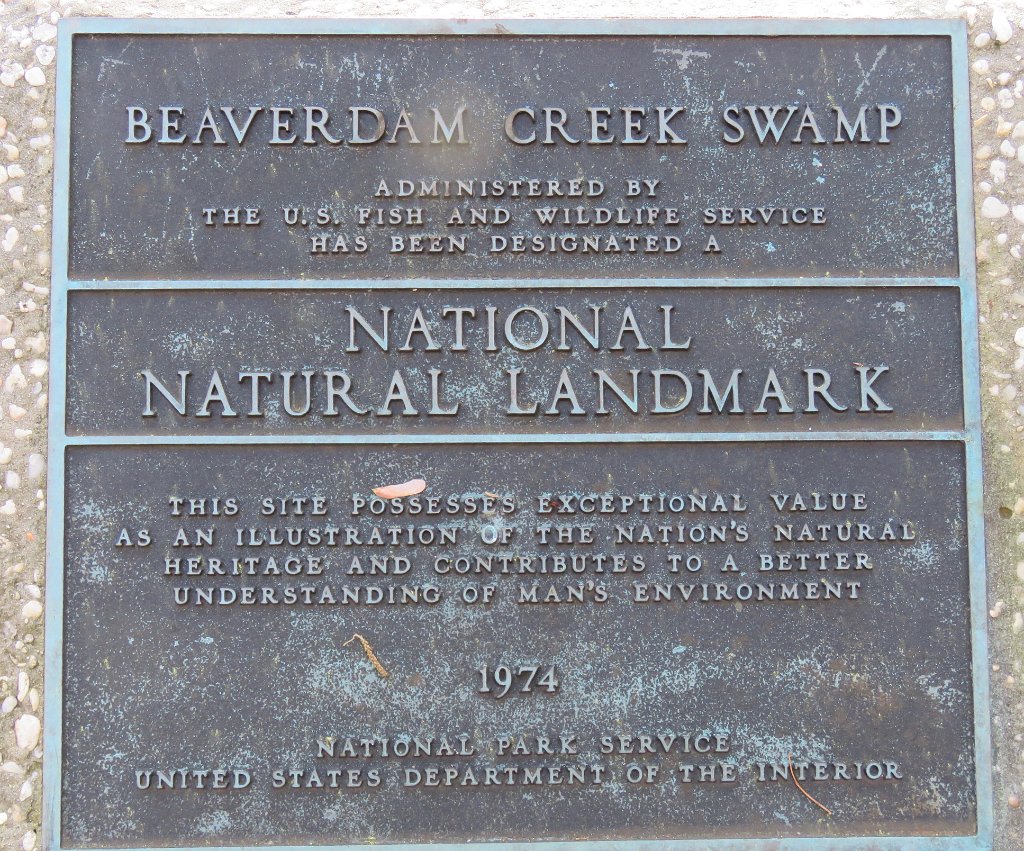 BEAVERDAM CREEK SWAMP
ADMINISTERED BY
THE U.S. FISH AND WILDLIFE SERVICE
HAS BEEN DESIGNATED A
NATIONAL
NATURAL LANDMARK
THIS SITE POSSESSES EXCEPTIONAL VALUE
AS AN ILLUSTRATION OF THE NATION'S NATURAL
HERITAGE AND CONTRIBUTES TO A BETTER
UNDERSTANDING OF MAN'S ENVIRONMENT
1974
NATIONAL PARK SERVICE
UNITED STATES DEPARTMENT OF THE INTERIOR